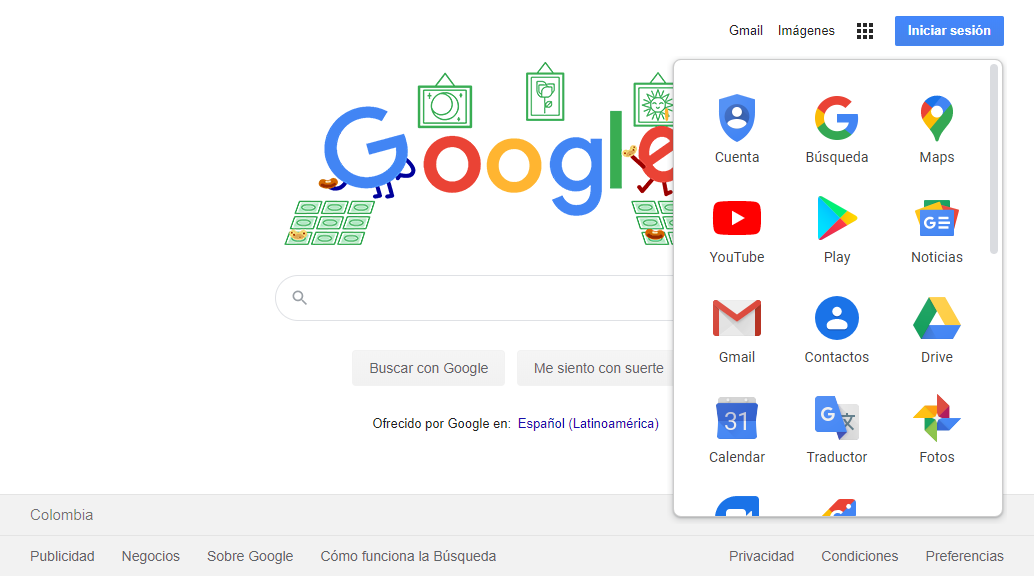 Gmail Imágenes Iniciar sesión
Google
Cuenta Búsqueda Maps
YouTube Play Noticias
Gmail Contactos Drive
31
Calendar Traductor Fotos
Buscar con Google Me siento con suerte
Ofrecido por Google en: Español (Latinoamérica)
Colombia
Publicidad Negocios Sobre Google Cómo funciona la Búsqueda Privacidad Condiciones Preferencias